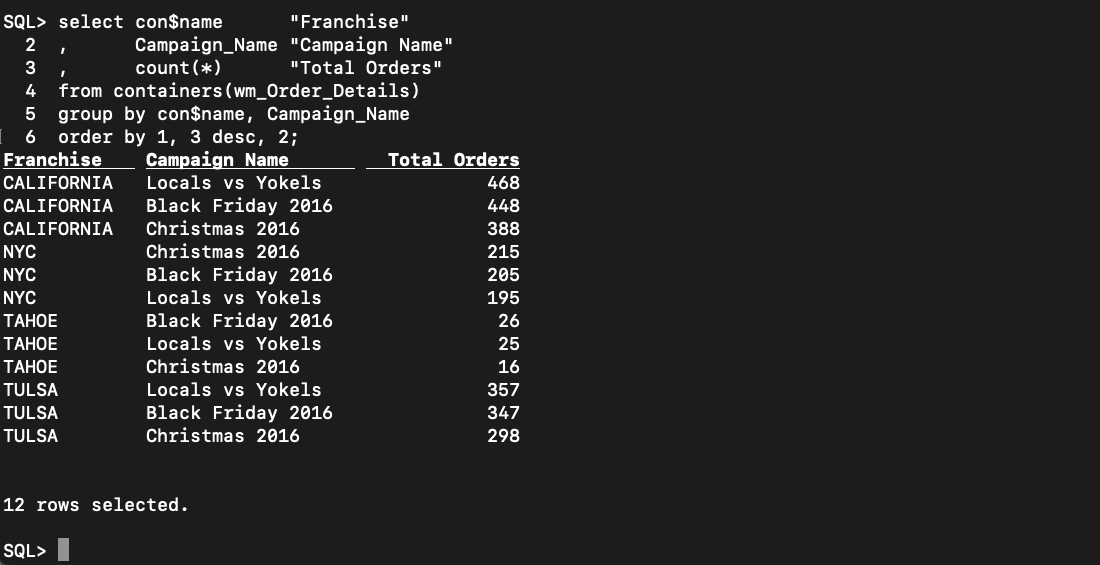 SQL> select con$name      "Franchise"
  2  ,      Campaign_Name "Campaign Name"
  3  ,      count(*)      "Total Orders"
  4  from containers(wm_Order_Details)
  5  group by con$name, Campaign_Name
  6  order by 1, 3 desc, 2;
Franchise    Campaign Name         Total Orders
CALIFORNIA   Locals vs Yokels               468
CALIFORNIA   Black Friday 2016              448
CALIFORNIA   Christmas 2016                 388
NYC          Christmas 2016                 215
NYC          Black Friday 2016              205
NYC          Locals vs Yokels               195
TAHOE        Black Friday 2016               26
TAHOE        Locals vs Yokels                25
TAHOE        Christmas 2016                  16
TULSA        Locals vs Yokels               357
TULSA        Black Friday 2016              347
TULSA        Christmas 2016                 298
12 rows selected.
SQL>